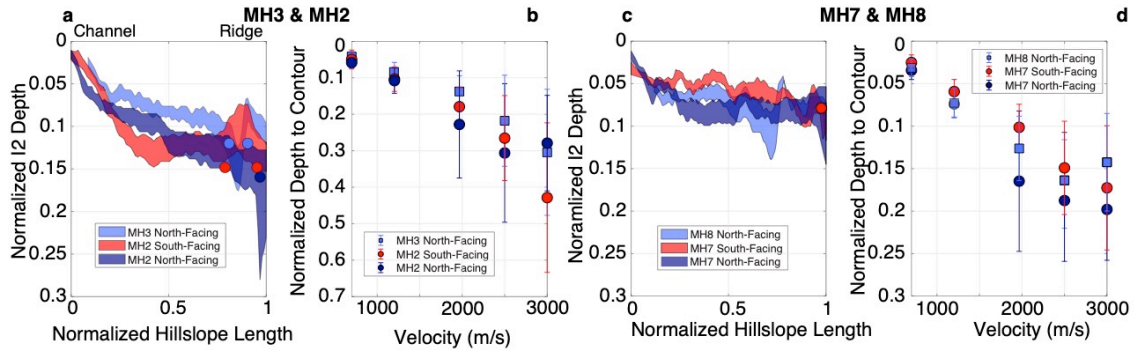 a MH3 & MH2 b
Channel Ridge
0
0.05
0.1
0.15
0.2
0.25
0.3
Normalized I2 Depth
MH3 North-Facing
MH2 South-Facing
MH2 North-Facing
0 0.5 1
Normalized Hillslope Length
0
0.1
0.2
0.3
0.4
0.5
0.6
0.7
Normalized Depth to Contour
MH3 North-Facing
MH2 South-Facing
MH2 North-Facing
1000 2000 3000
Velocity (m/s)
c MH7 & MH8 d
0
0.05
0.1
0.15
0.2
0.25
0.3
Noramlized I2 Depth
MH8 North-Facing
MH7 South-Facing
MH7 North-Facing
0 0.5 1
Normalized Hillslope Length
0
0.05
0.1
0.15
0.2
0.25
0.3
Normalized Depth to Contour
MH8 North-Facing
MH7 South-Facing
MH7 North-Facing
1000 2000 3000
Velocity (m/s)